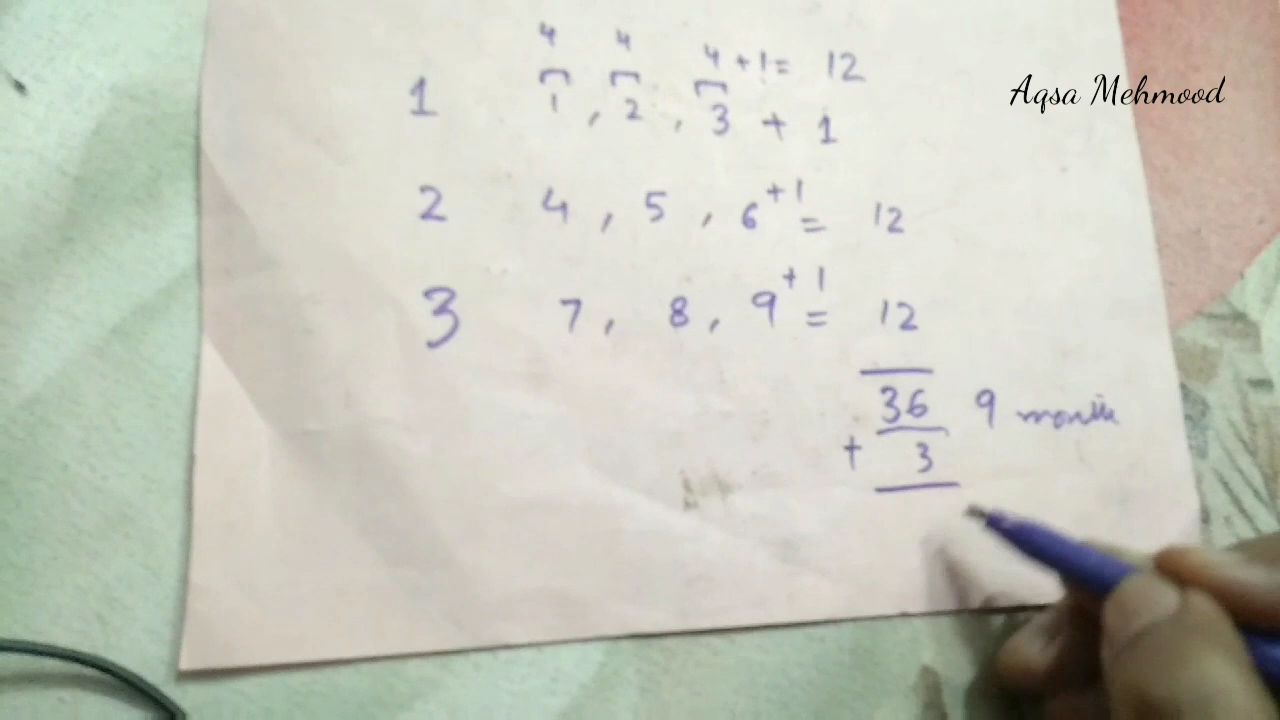 4 4 4 +1= 12
1 1 , 2 , 3 + 1
Aqsa Mehmood
2 4 , 5 , 6 +1 = 12
3 7 , 8 , 9 +1 = 12
36 9 month
+ 3